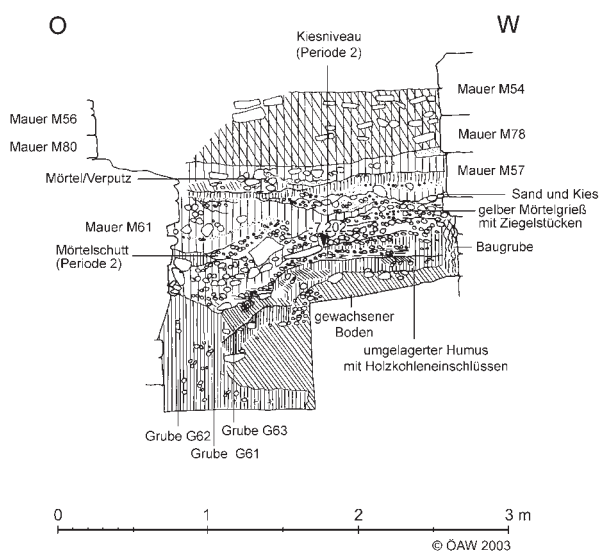 O
W
Kiesniveau
(Periode 2)
Mauer M54
Mauer M56
Mauer M78
Mauer M80
Mauer M57
Mörtel/Verputz
Sand und Kies
gelber Mörtelgrieß
mit Ziegelstücken
Mauer M61
Baugrube
Mörtelschutt
(Periode 2)
gewachsener
Boden
umgelagerter Humus
mit Holzkohleneinschlüssen
Grube G62
Grube G63
Grube G61
0 1 2 3 m
© ÖAW 2003